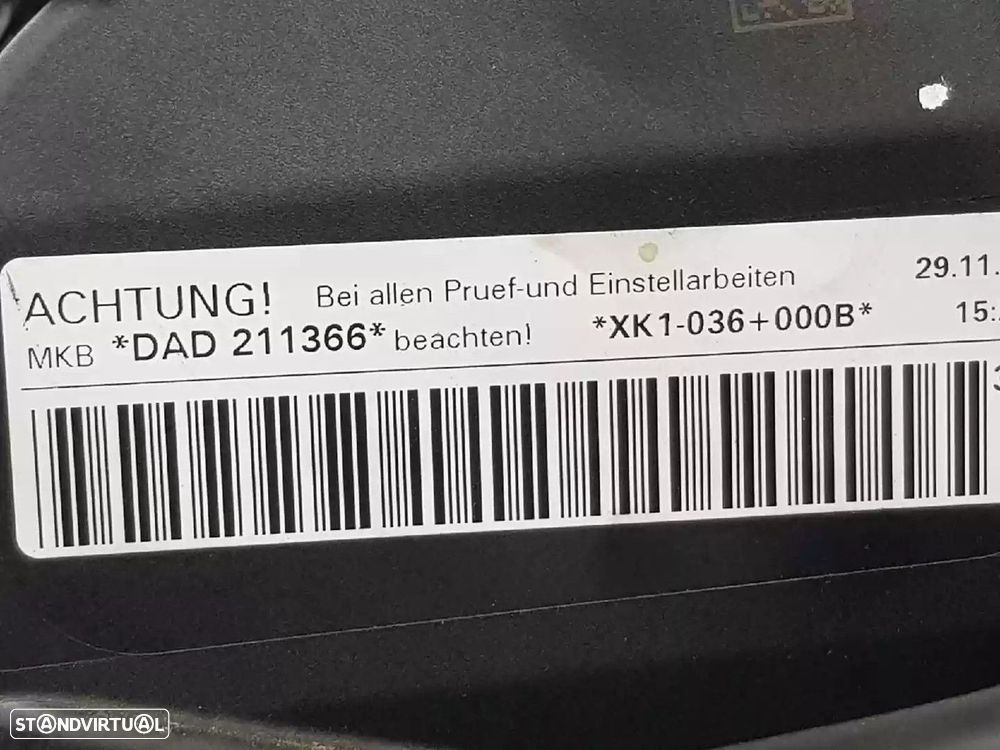 ACHTUNG! Bei allen Pruef-und Einstellarbeiten 29.11.
MKB *DAD 211366* beachten! *XK1-036+000B* 15:
STANDVIRTUAL